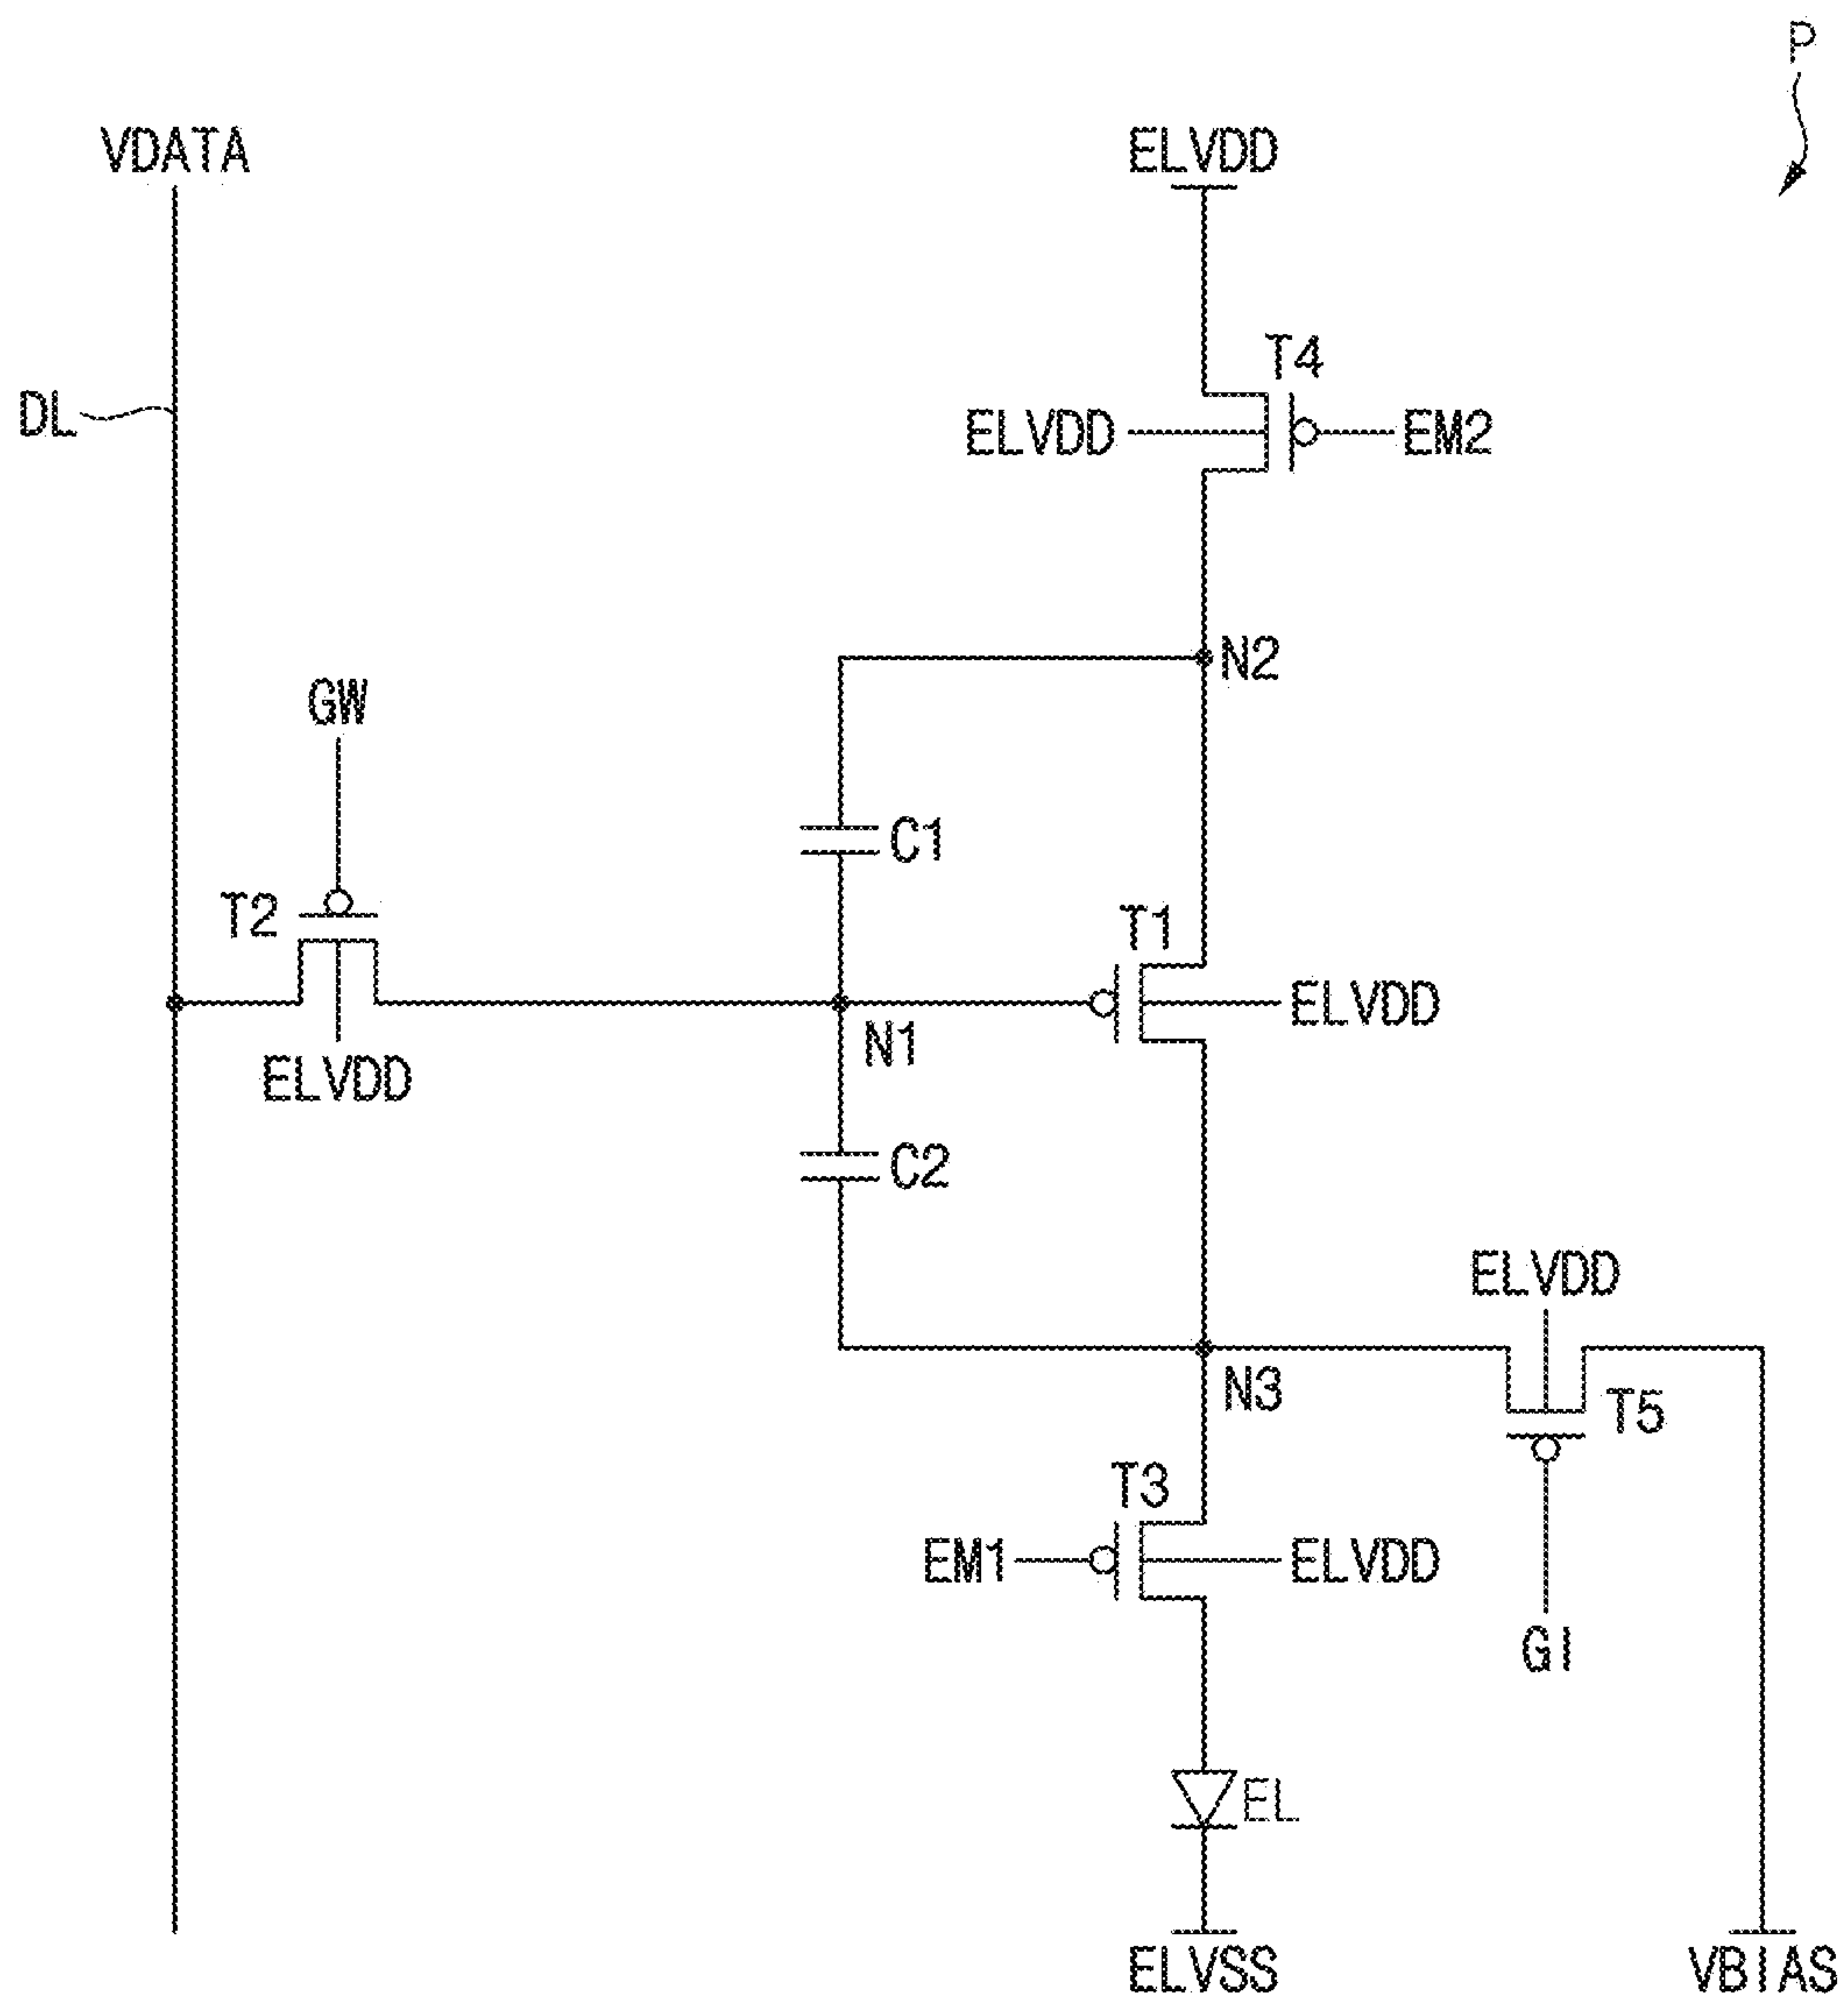 P
VDATA
ELVDD
T4
DL
ELVDD
EM2
N2
GW
C1
T2
T1
ELVDD
N1
ELVDD
C2
ELVDD
N3
T5
T3
EM1
ELVDD
GI
EL
ELVSS
VBIAS